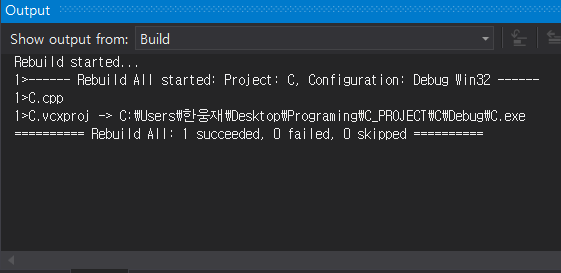 Output
Show output from: Build
Rebuild started...
1>------ Rebuild All started: Project: C, Configuration: Debug Win32 ------
1>C.cpp
1>C.vcxproj -> C:₩Users₩한웅재₩Desktop₩Programing₩C_PROJECT₩C₩Debug₩C.exe
========== Rebuild All: 1 succeeded, 0 failed, 0 skipped ==========